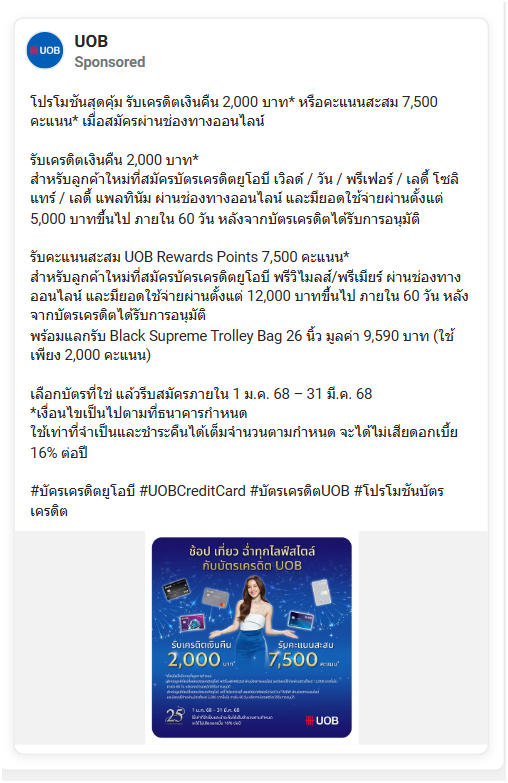 UOB
Sponsored
โปรโมชันสุดคุ้ม รับเครดิตเงินคืน 2,000 บาท* หรือคะแนนสะสม 7,500
คะแนน* เมื่อสมัครผ่านช่องทางออนไลน์
รับเครดิตเงินคืน 2,000 บาท*
สำหรับลูกค้าใหม่ที่สมัครบัตรเครดิตยูโอบี เวิลด์ / วัน / พรีเฟอร์ / เลดี้ โซลิ
แทร์ / เลดี้ แพลทินัม ผ่านช่องทางออนไลน์ และมียอดใช้จ่ายผ่านตั้งแต่
5,000 บาทขึ้นไป ภายใน 60 วัน หลังจากบัตรเครดิตได้รับการอนุมัติ
รับคะแนนสะสม UOB Rewards Points 7,500 คะแนน*
สำหรับลูกค้าใหม่ที่สมัครบัตรเครดิตยูโอบี พรีวิไมลส์/พรีเมียร์ ผ่านช่องทาง
ออนไลน์ และมียอดใช้จ่ายผ่านตั้งแต่ 12,000 บาทขึ้นไป ภายใน 60 วัน หลัง
จากบัตรเครดิตได้รับการอนุมัติ
พร้อมแลกรับ Black Supreme Trolley Bag 26 นิ้ว มูลค่า 9,590 บาท (ใช้
เพียง 2,000 คะแนน)
เลือกบัตรที่ใช่ แล้วรีบสมัครภายใน 1 ม.ค. 68 – 31 มี.ค. 68
*เงื่อนไขเป็นไปตามที่ธนาคารกำหนด
ใช้เท่าที่จำเป็นและชำระคืนได้เต็มจำนวนตามกำหนด จะได้ไม่เสียดอกเบี้ย
16% ต่อปี
#บัครเครดิตยูโอบี #UOBCreditCard #บัตรเครดิตUOB #โปรโมชันบัตร
เครดิต
ช้อป เที่ยว ฉ่ำทุกไลฟ์สไตล์
กับบัตรเครดิต UOB
รับเครดิตเงินคืน
2,000 บาท*
รับคะแนนสะสม
7,500 คะแนน*
25
1 ม.ค. 68 - 31 มี.ค. 68
UOB